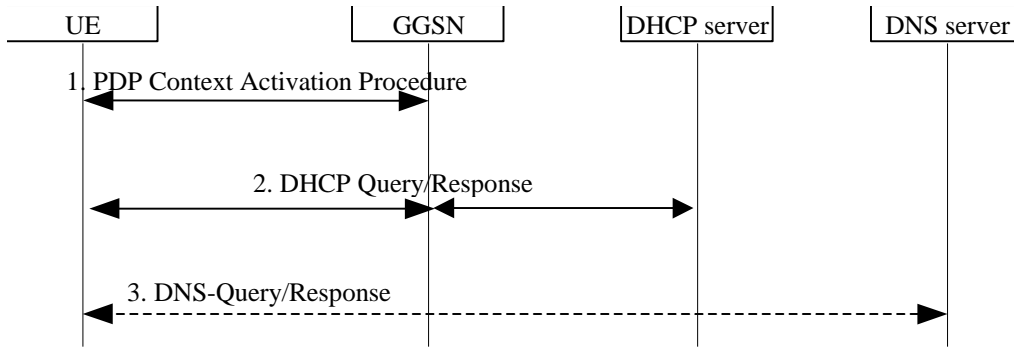 UE
GGSN
DHCP server
DNS server
1. PDP Context Activation Procedure
2. DHCP Query/Response
3. DNS-Query/Response